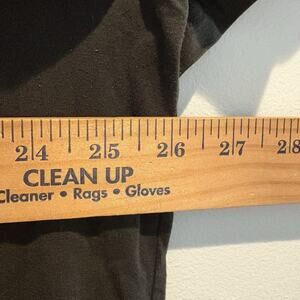 24 25 26 27 28
CLEAN UP
Cleaner • Rags • Gloves